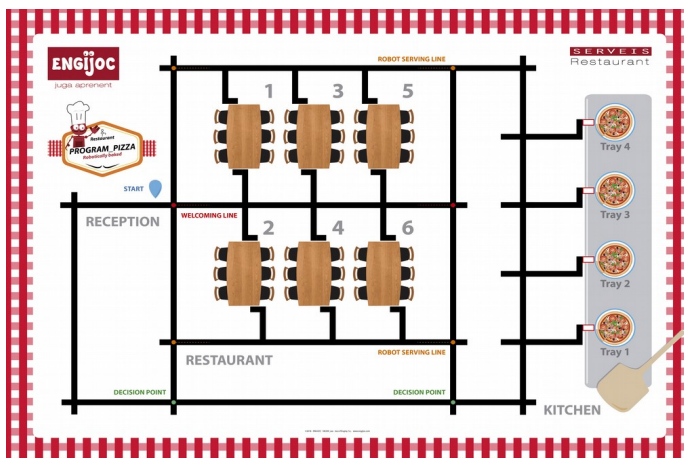 ENGIJOC
juga aprenent
ROBOT SERVING LINE
SERVEIS
Restaurant
1
3
5
Restaurant
PROGRAM_PIZZA
Robotically baked
Tray 4
START
Tray 3
RECEPTION
WELCOMING LINE
2
4
6
Tray 2
Tray 1
ROBOT SERVING LINE
RESTAURANT
DECISION POINT
DECISION POINT
KITCHEN